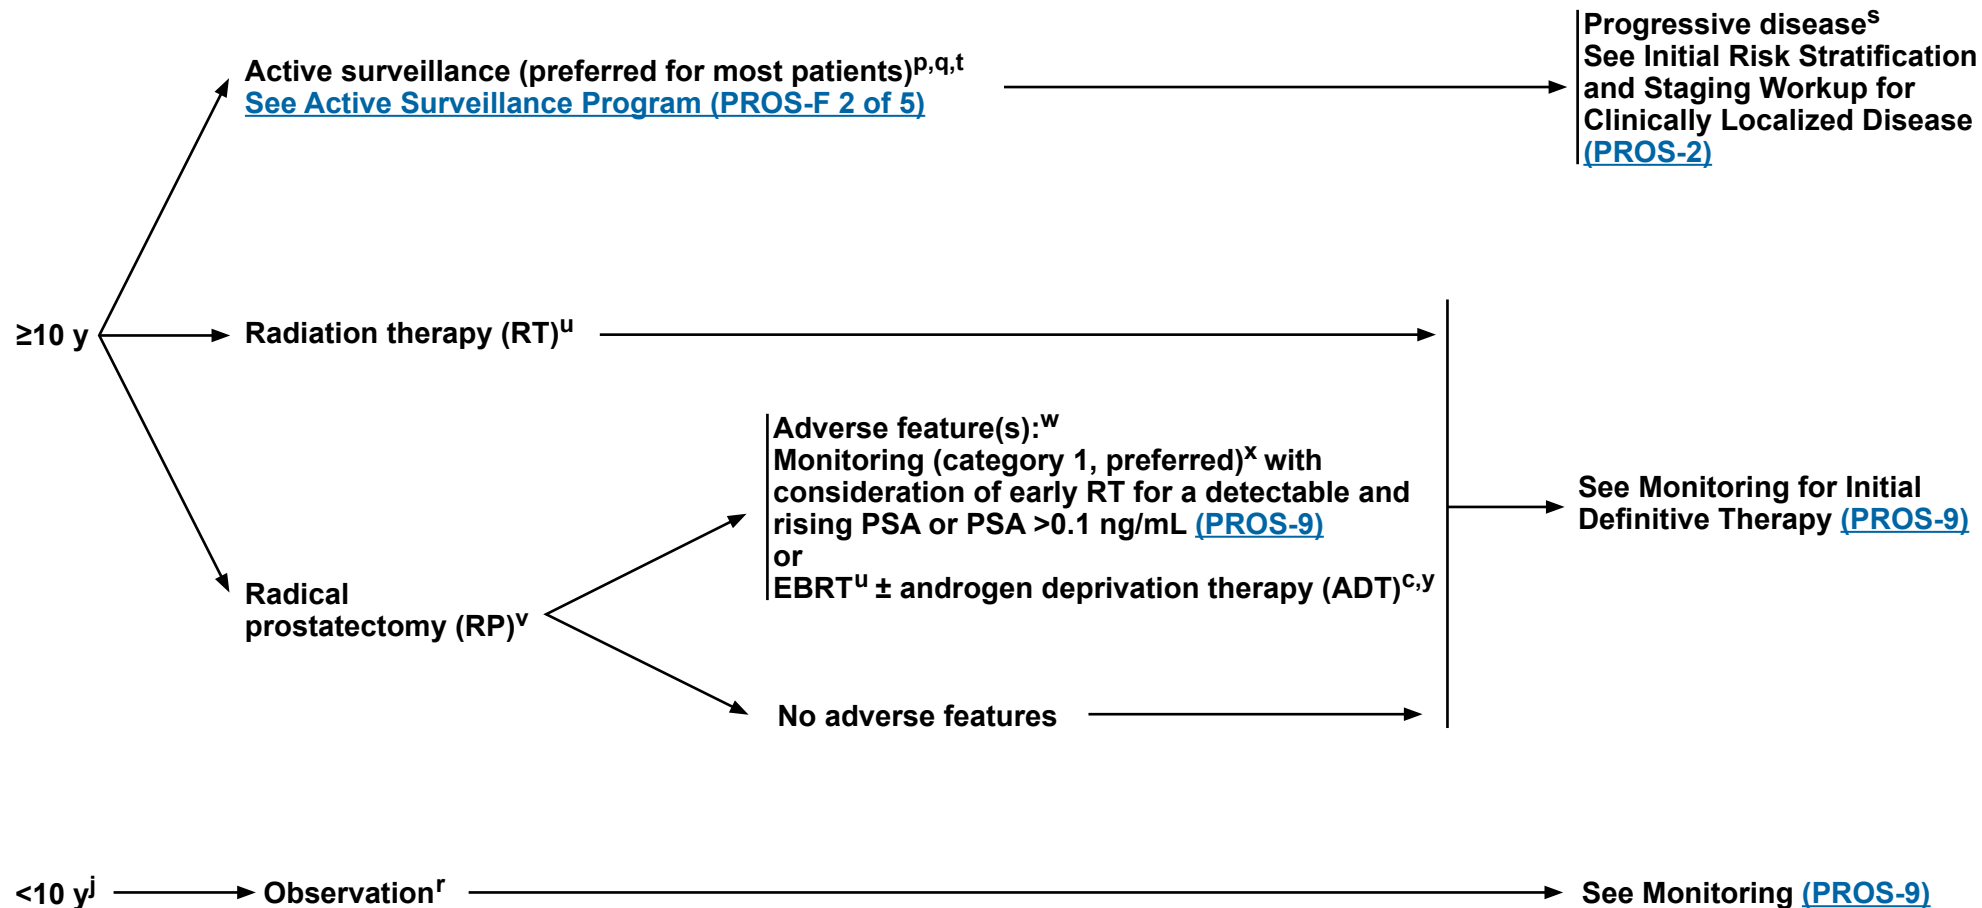 Active surveillance (preferred for most patients)p,q,t
See Active Surveillance Program (PROS-F 2 of 5)
Progressive diseases
See Initial Risk Stratification
and Staging Workup for
Clinically Localized Disease
(PROS-2)
≥10 y
Radiation therapy (RT)u
Radical
prostatectomy (RP)v
Adverse feature(s):w
Monitoring (category 1, preferred)x with
consideration of early RT for a detectable and
rising PSA or PSA >0.1 ng/mL (PROS-9)
or
EBRTu ± androgen deprivation therapy (ADT)c,y
No adverse features
See Monitoring for Initial
Definitive Therapy (PROS-9)
<10 yj
Observationr
See Monitoring (PROS-9)